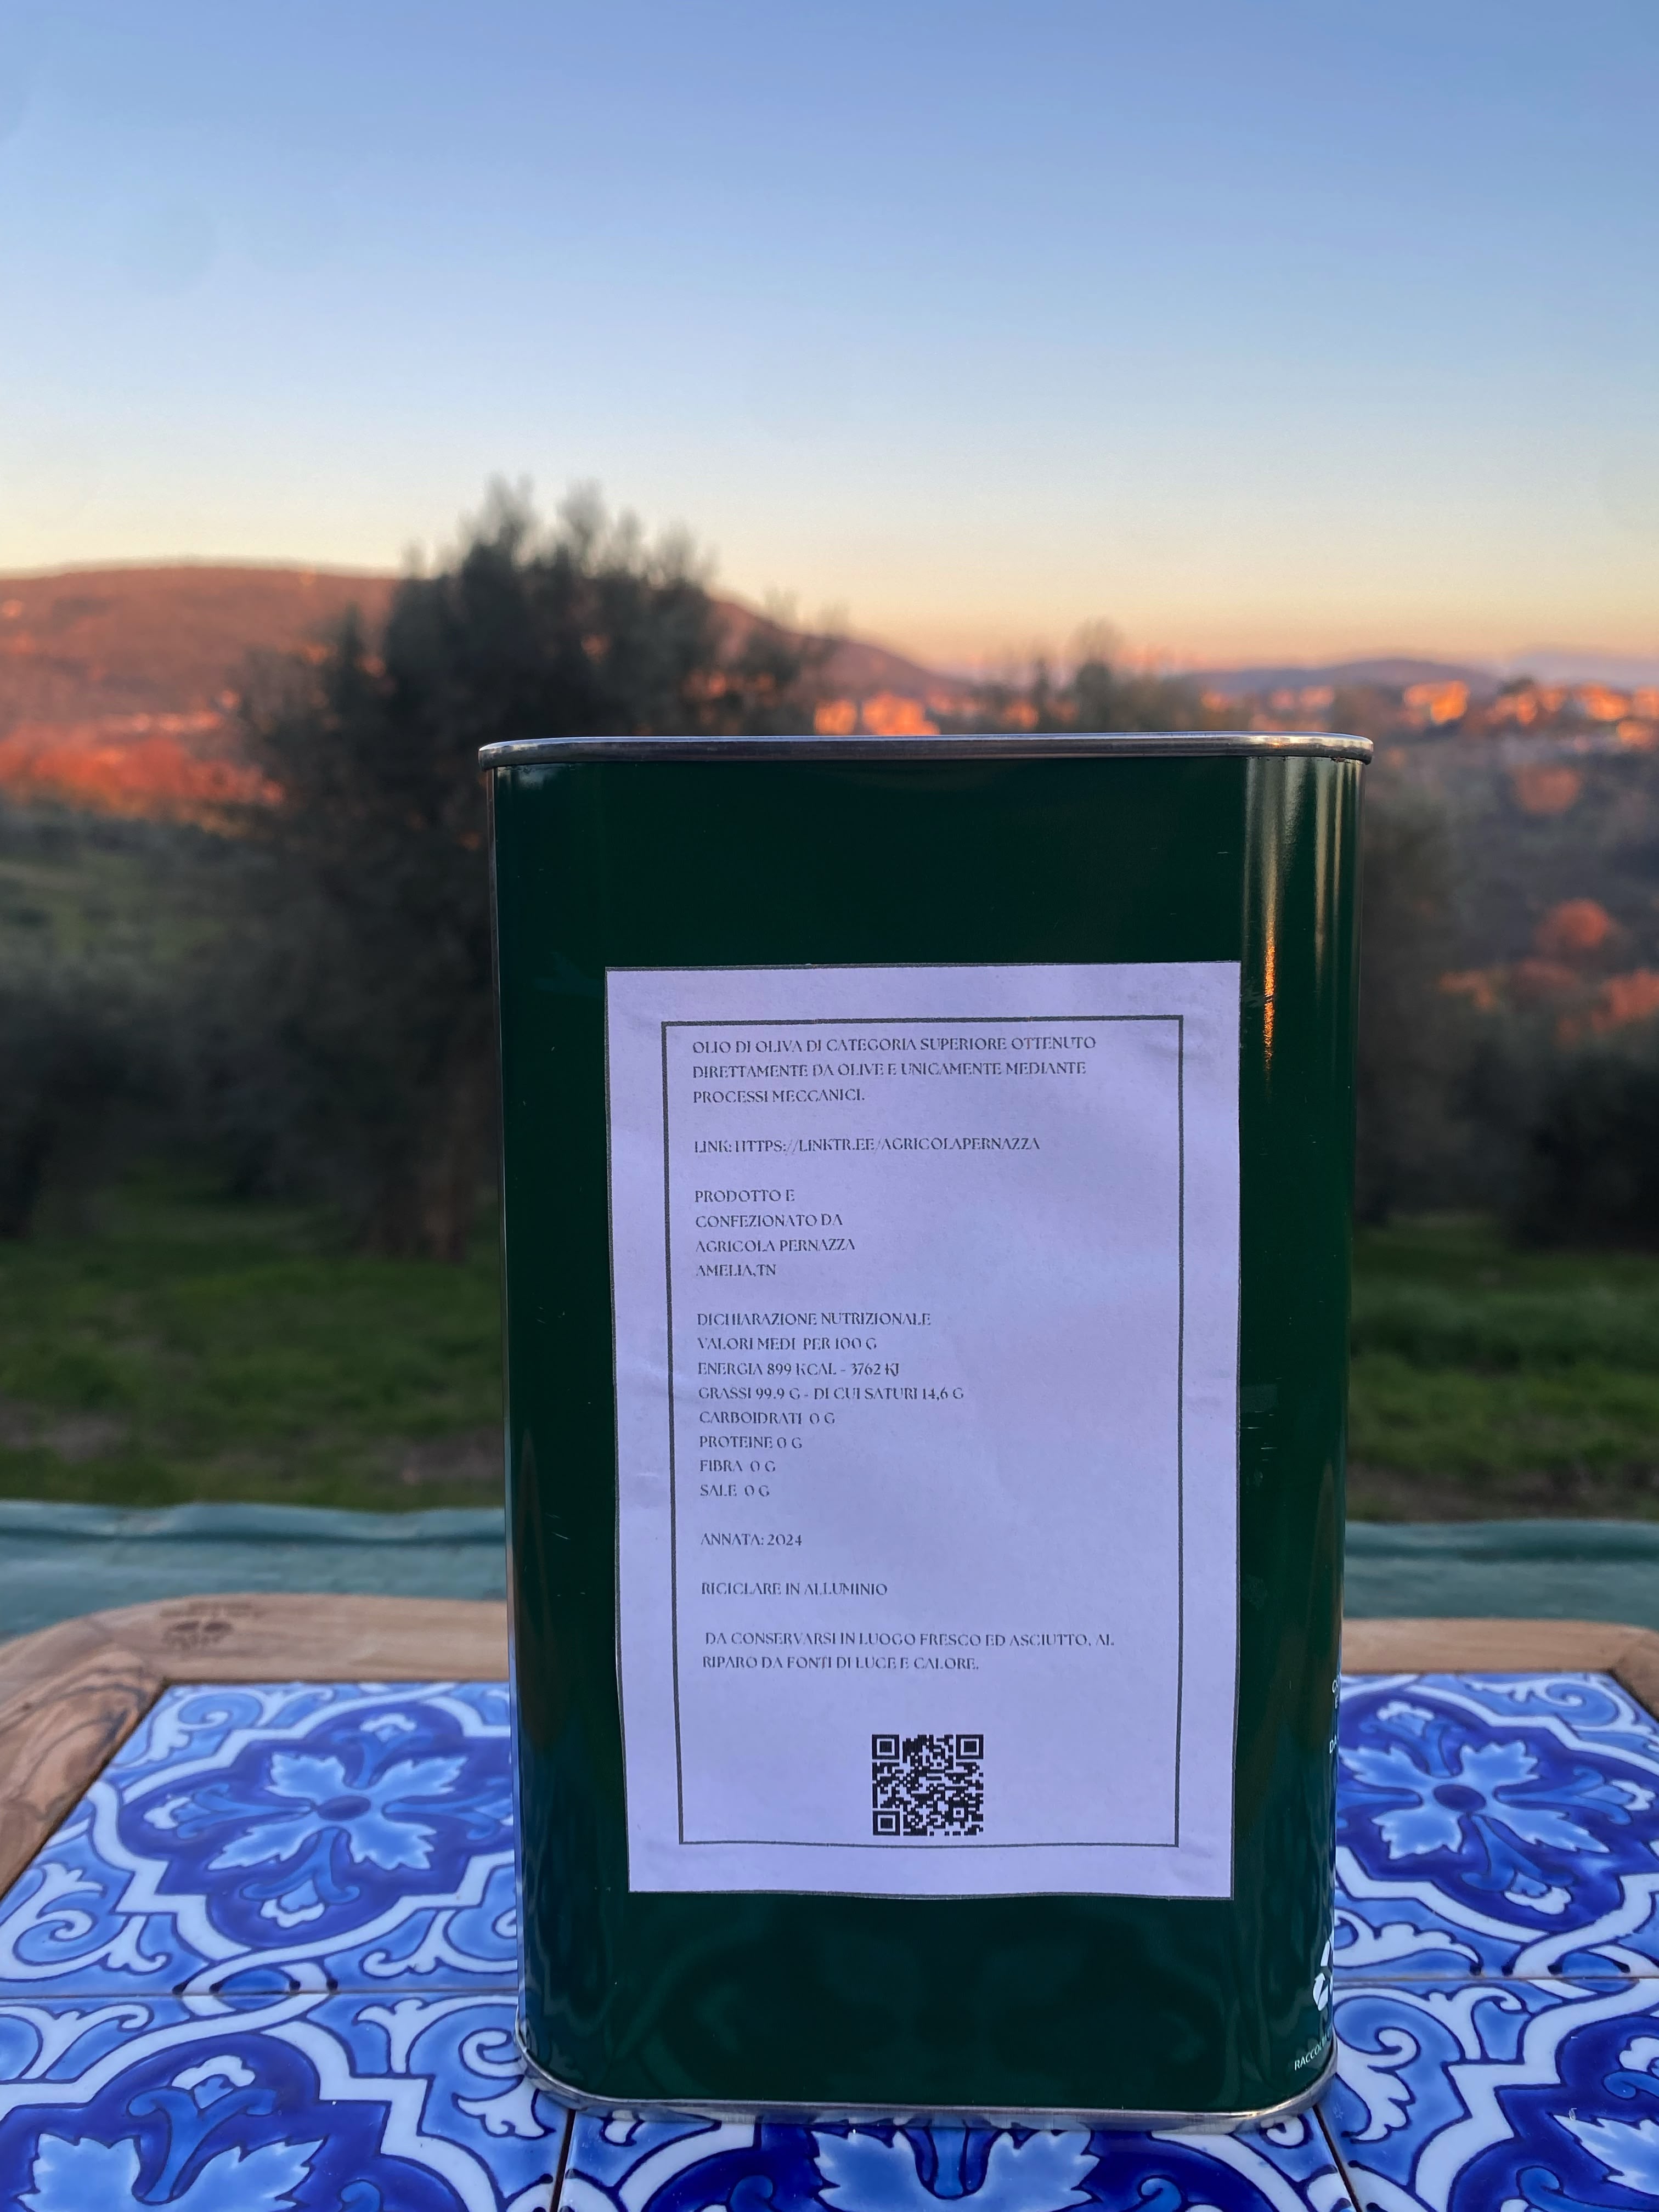 OLIO DI OLIVA DI CATEGORIA SUPERIORE OTTENUTO
DIRETTAMENTE DA OLIVE E UNICAMENTE MEDIANTE
PROCESSI MECCANICI.
LINK: HTTPS://LINKTR.EE/AGRICOLAPERNAZZA
PRODOTTO E
CONFEZIONATO DA
AGRICOLA PERNAZZA
AMELIA,TN
DICHIARAZIONE NUTRIZIONALE
VALORI MEDI PER 100 G
ENERGIA 899 KCAL - 3762 KJ
GRASSI 99.9 G - DI CUI SATURI 14,6 G
CARBOIDRATI 0 G
PROTEINE 0 G
FIBRA 0 G
SALE 0 G
ANNATA: 2024
RICICLARE IN ALLUMINIO
DA CONSERVARSI IN LUOGO FRESCO ED ASCIUTTO, AL
RIPARO DA FONTI DI LUCE E CALORE.